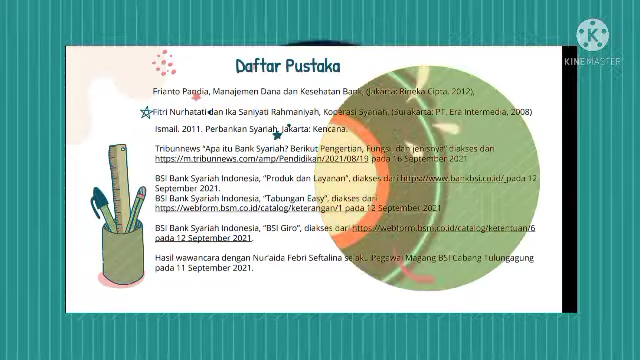 KINEMASTER
Daftar Pustaka
Frianto Pandia, Manajemen Dana dan Kesehatan Bank, (Jakarta: Rineka Cipta, 2012),
Fitri Nurhatati dan Ika Saniyati Rahmaniyah, Koperasi Syariah, (Surakarta: PT. Era Intermedia, 2008)
Ismail. 2011. Perbankan Syariah. Jakarta: Kencana.
Tribunnews "Apa itu Bank Syariah? Berikut Pengertian, Fungsi dan jenisnya" diakses dan
https://m.tribunnews.com/amp/Pendidikan/2021/08/19 pada 16 September 2021
BSI Bank Syariah Indonesia, "Produk dan Layanan", diakses dari https://www.bankbsi.co.id/ pada 12
September 2021.
BSI Bank Syariah Indonesia, "Tabungan Easy", diakses dari
https://webform.bsm.co.id/catalog/keterangan/1 pada 12 September 2021
BSI Bank Syariah Indonesia, "BSI Giro", diakses dari https://webform.bsm.co.id/catalog/ketentuan/6
pada 12 September 2021.
Hasil wawancara dengan Nur'aida Febri Seftalina selaku Pegawai Magang BSI Cabang Tulungagung
pada 11 September 2021.